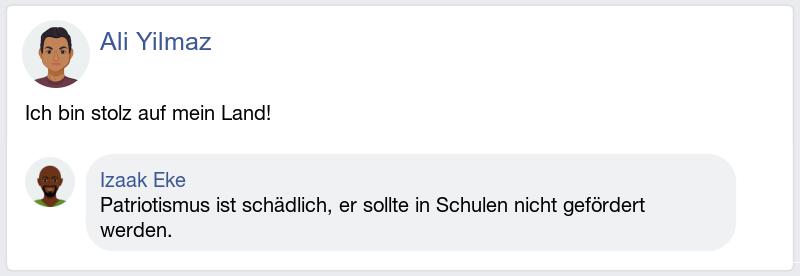 Ali Yilmaz
Ich bin stolz auf mein Land!
Izaak Eke
Patriotismus ist schädlich, er sollte in Schulen nicht gefördert
werden.